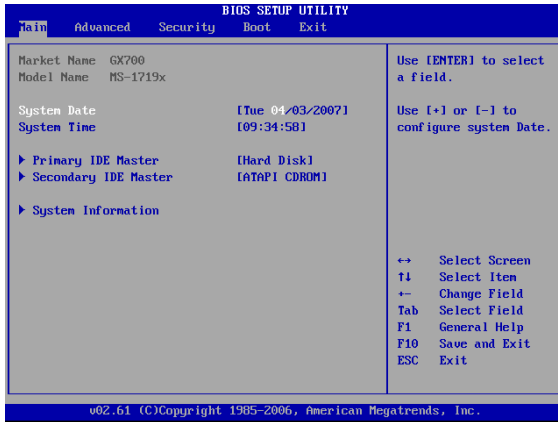 BIOS SETUP UTILITY
Main Advanced Security Boot Exit
Market Name GX700
Model Name MS-1719x
System Date [Tue 04/03/2007]
System Time [09:34:58]
Primary IDE Master [Hard Disk]
Secondary IDE Master [ATAPI CDROM]
System Information
Use [ENTER] to select
a field.
Use [+] or [-] to
configure system Date.
↔ Select Screen
↑↓ Select Item
+- Change Field
Tab Select Field
F1 General Help
F10 Save and Exit
ESC Exit
v02.61 (C)Copyright 1985-2006, American Megatrends, Inc.